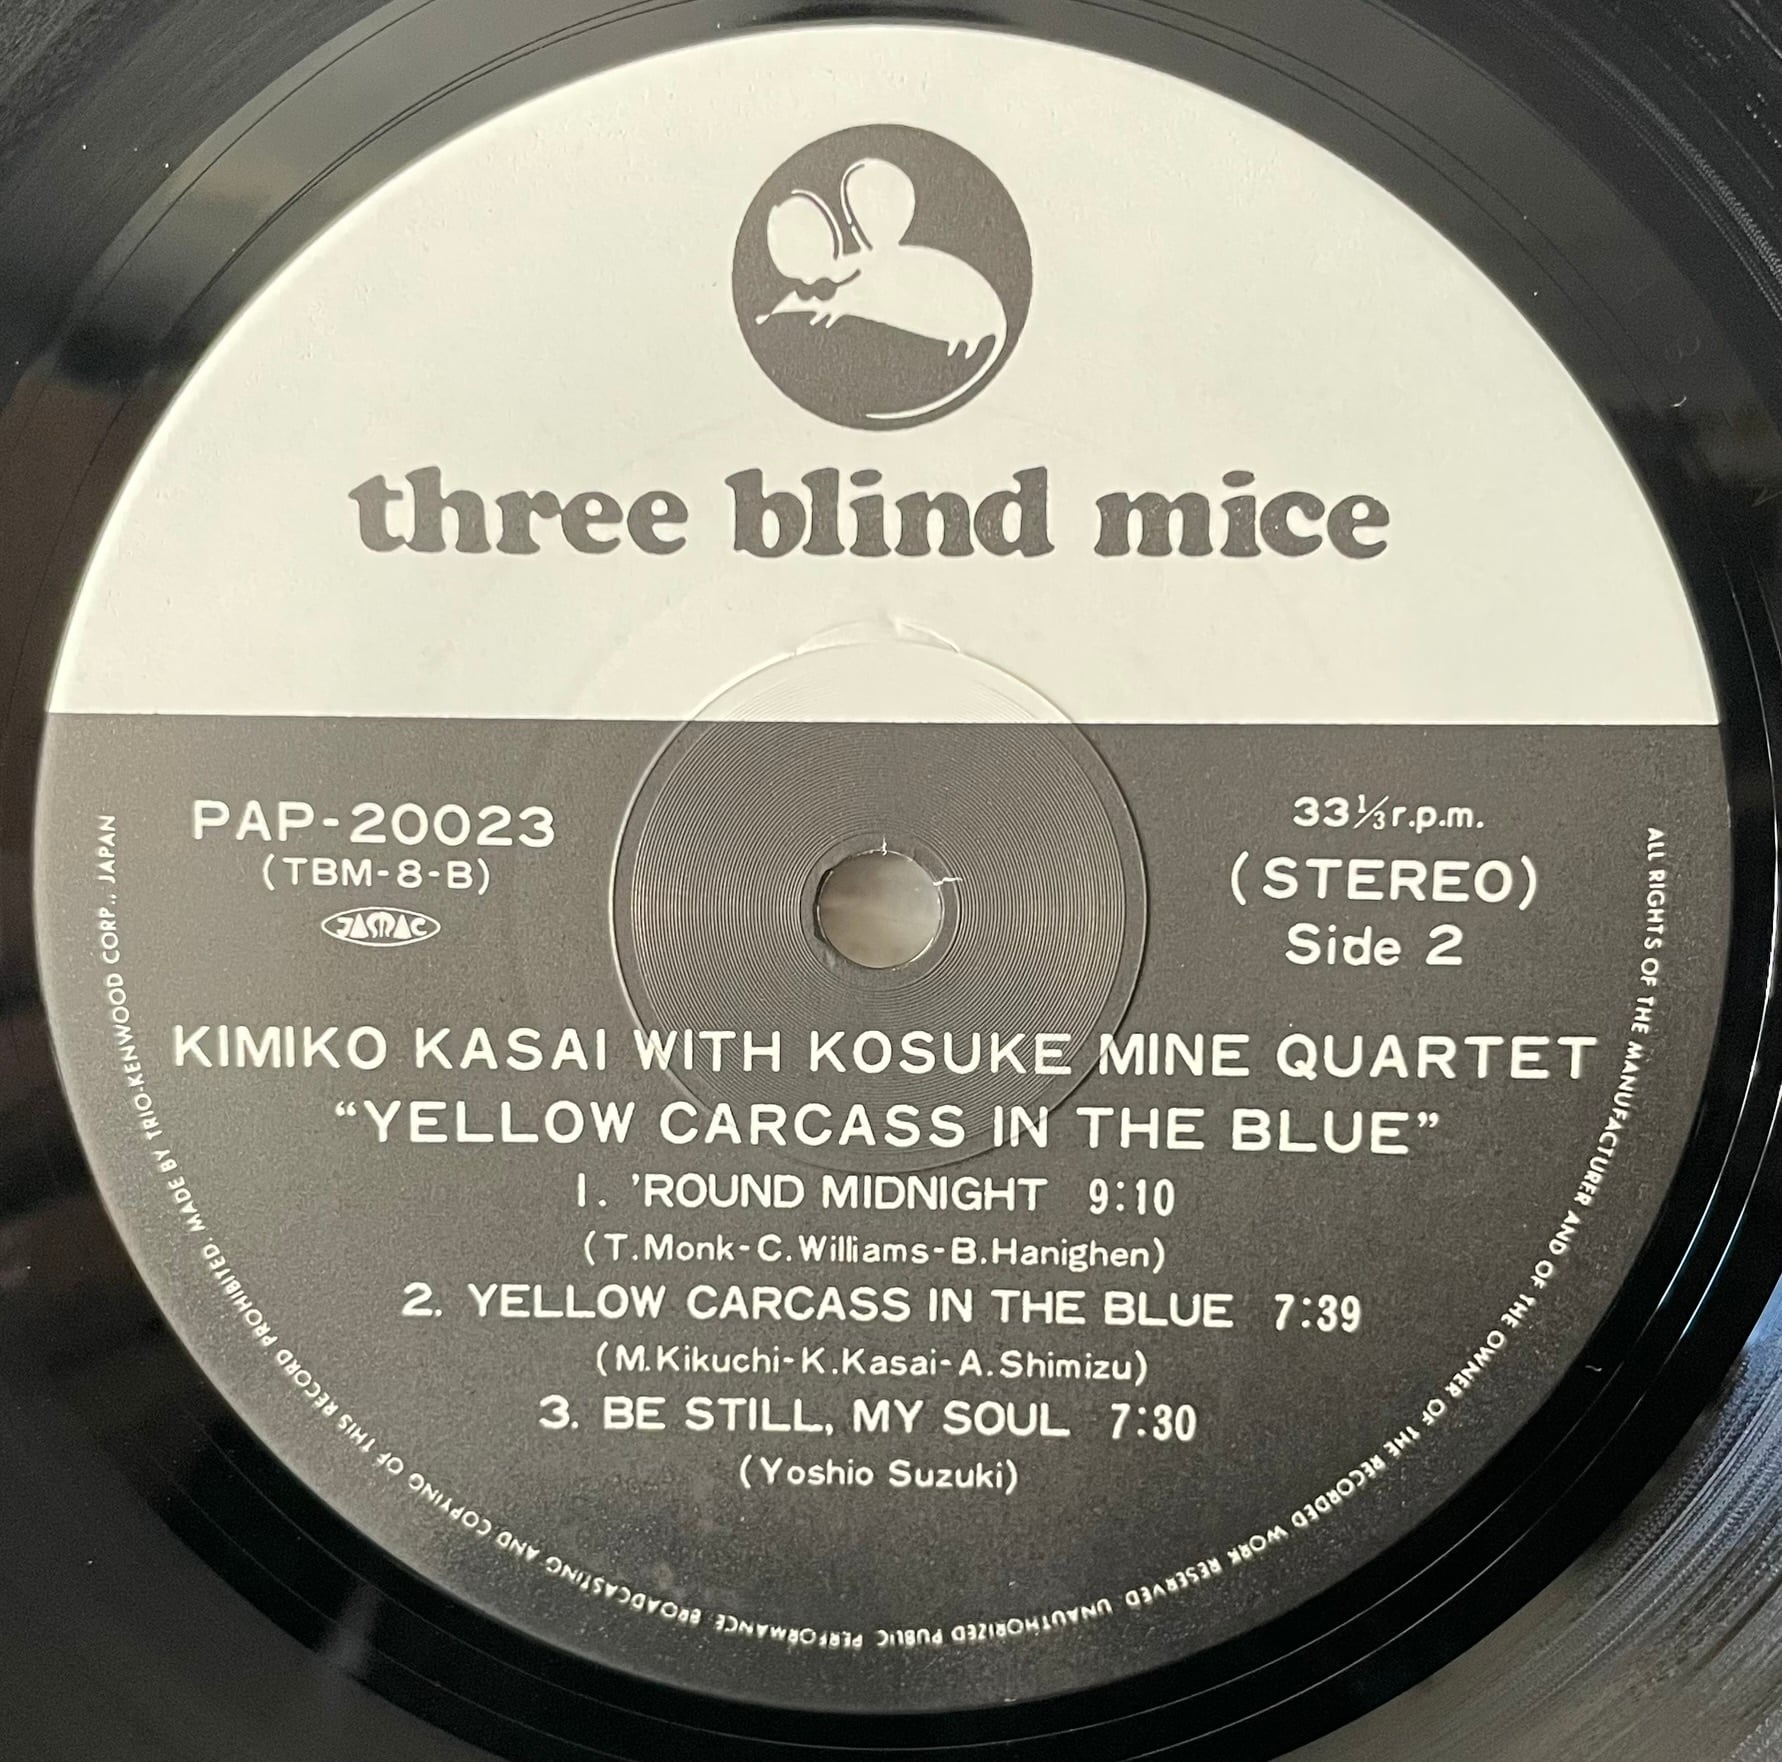 three blind mice
PAP-20023
(TBM-8-B)
JASRAC
33⅓ r.p.m.
(STEREO)
Side 2
KIMIKO KASAI WITH KOSUKE MINE QUARTET
“YELLOW CARCASS IN THE BLUE”
1. ’ROUND MIDNIGHT 9:10
(T.Monk-C.Williams-B.Hanighen)
2. YELLOW CARCASS IN THE BLUE 7:39
(M.Kikuchi-K.Kasai-A.Shimizu)
3. BE STILL, MY SOUL 7:30
(Yoshio Suzuki)
ALL RIGHTS OF THE MANUFACTURER AND OF THE OWNER OF THE RECORDED WORK RESERVED. UNAUTHORIZED PUBLIC PERFORMANCE BROADCASTING AND COPYING OF THIS RECORD PROHIBITED. MADE BY TRIO-KENWOOD CORP., JAPAN